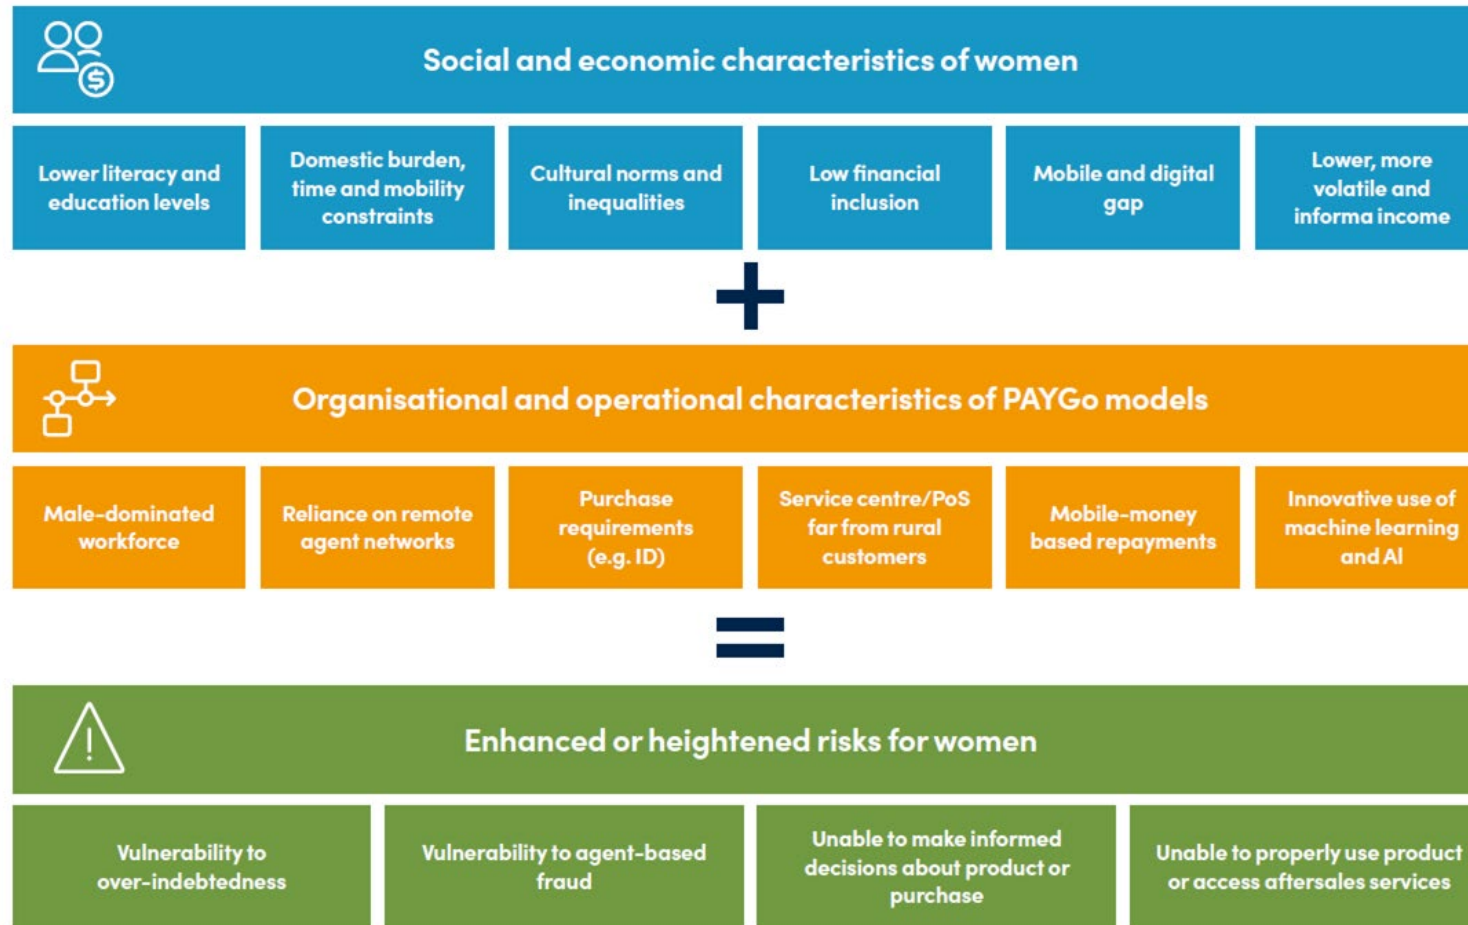 Social and economic characteristics of women
Lower literacy and
education levels
Domestic burden,
time and mobility
constraints
Cultural norms and
inequalities
Low financial
inclusion
Mobile and digital
gap
Lower, more
volatile and
informa income
+
Organisational and operational characteristics of PAYGo models
Male-dominated
workforce
Reliance on remote
agent networks
Purchase
requirements
(e.g. ID)
Service centre/PoS
far from rural
customers
Mobile-money
based repayments
Innovative use of
machine learning
and AI
=
Enhanced or heightened risks for women
Vulnerability to
over-indebtedness
Vulnerability to agent-based
fraud
Unable to make informed
decisions about product or
purchase
Unable to properly use product
or access aftersales services